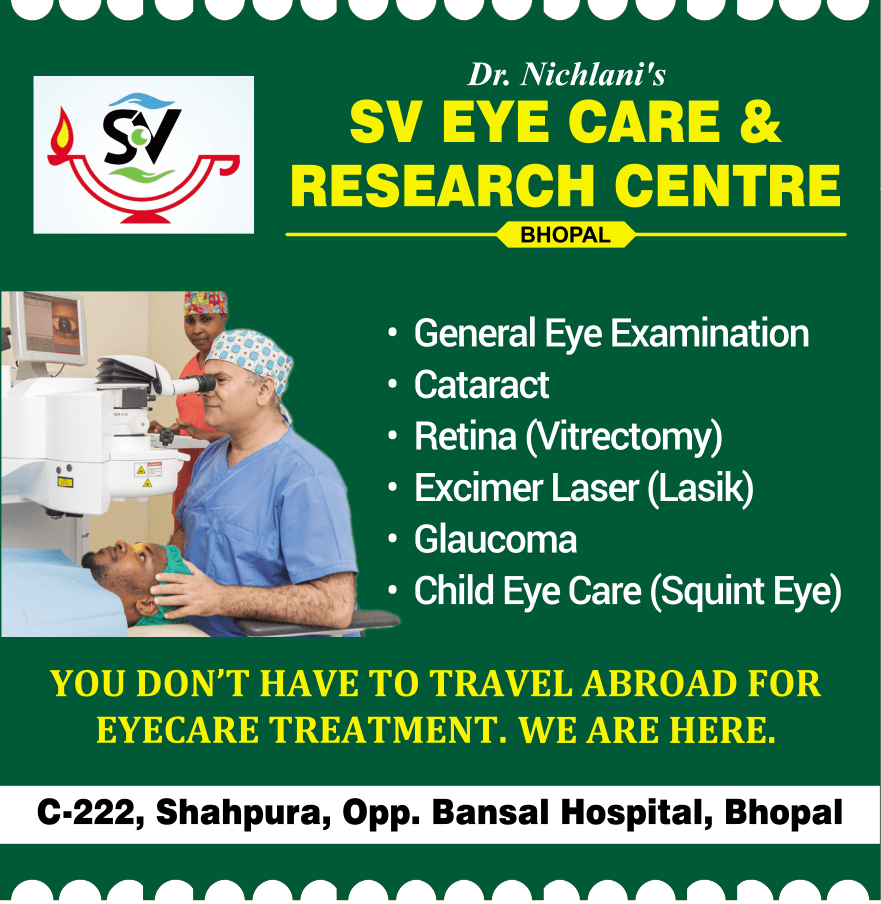 SV
Dr. Nichlani's
SV EYE CARE &
RESEARCH CENTRE
BHOPAL
• General Eye Examination
• Cataract
• Retina (Vitrectomy)
• Excimer Laser (Lasik)
• Glaucoma
• Child Eye Care (Squint Eye)
YOU DON'T HAVE TO TRAVEL ABROAD FOR
EYECARE TREATMENT. WE ARE HERE.
C-222, Shahpura, Opp. Bansal Hospital, Bhopal